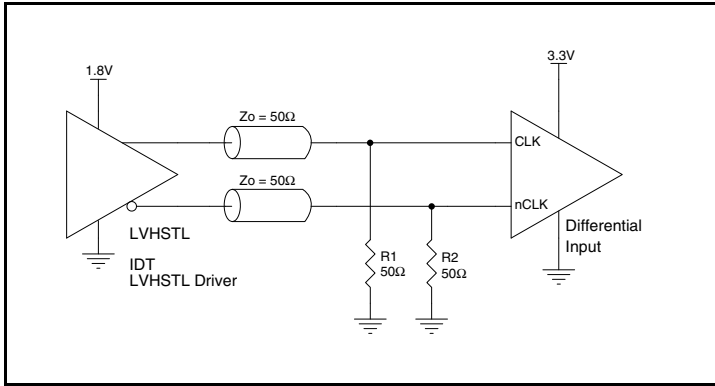 1.8V
3.3V
Zo = 50Ω
CLK
Zo = 50Ω
nCLK
LVHSTL
IDT
LVHSTL Driver
R1
50Ω
R2
50Ω
Differential
Input